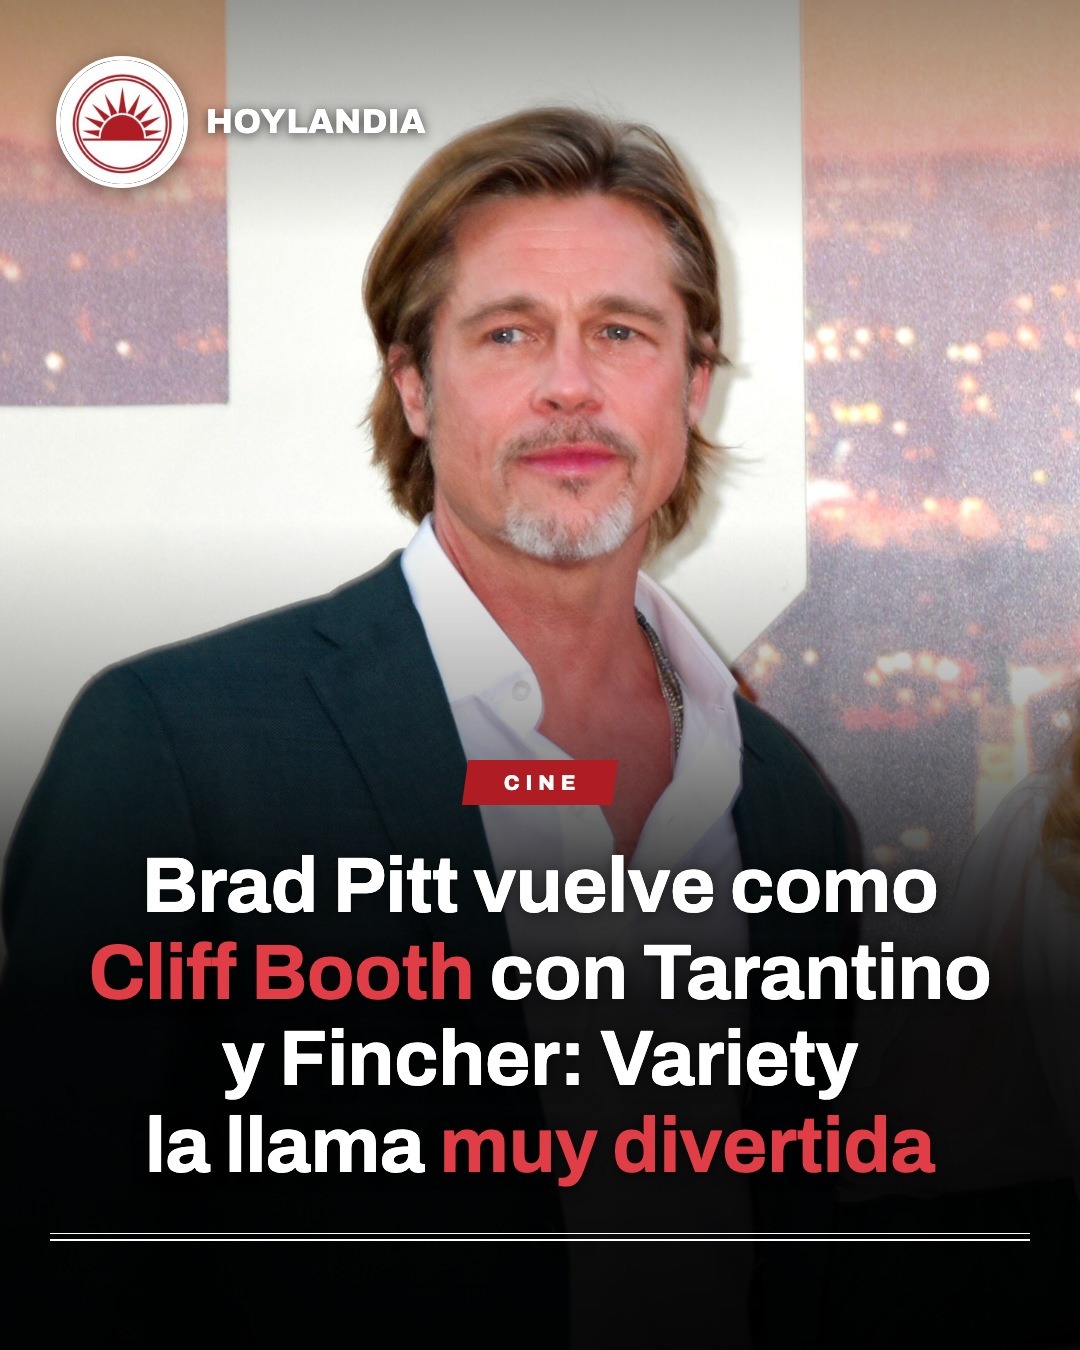 HOYLANDIA
CINE
Brad Pitt vuelve como
Cliff Booth con Tarantino
y Fincher: Variety
la llama muy divertida